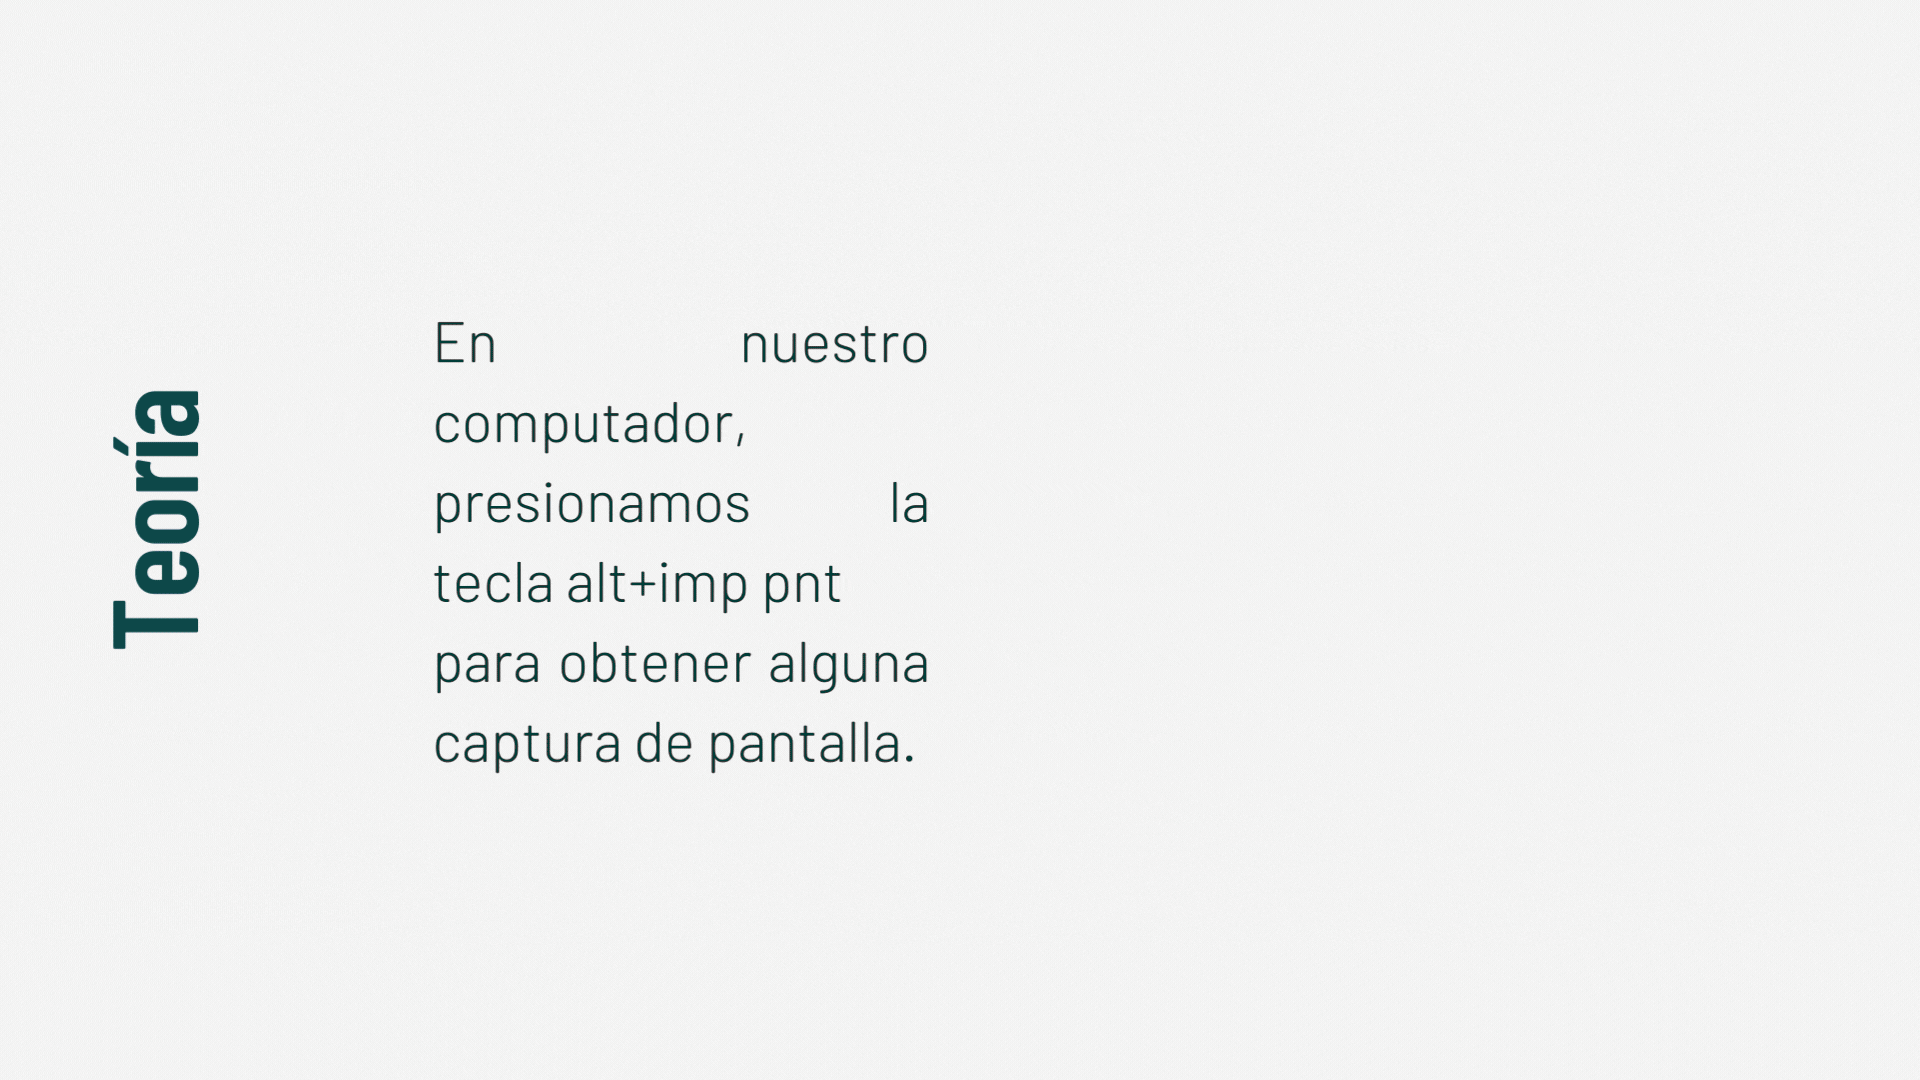 Teoría
En nuestro
computador,
presionamos la
tecla alt+imp pnt
para obtener alguna
captura de pantalla.